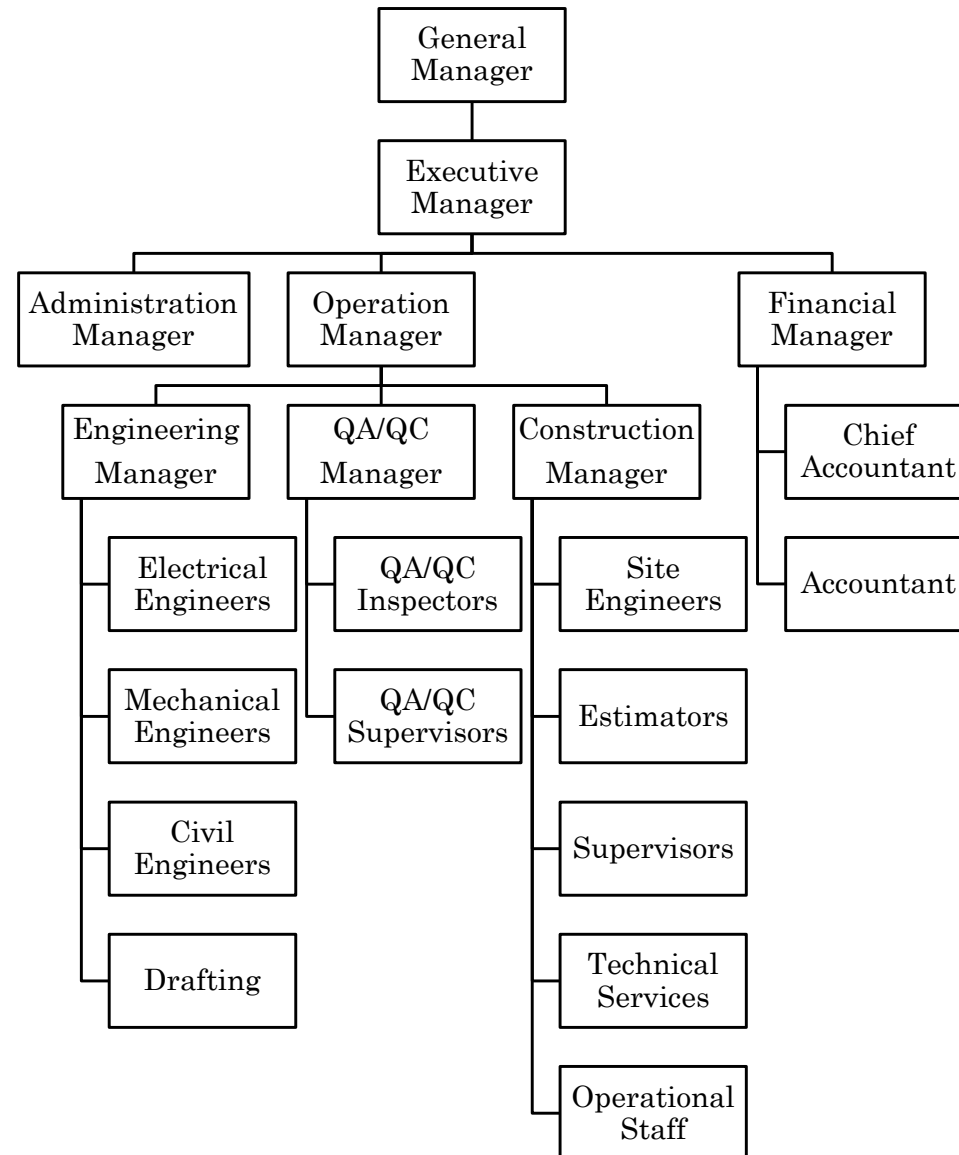 General
Manager
Executive
Manager
Administration
Manager
Operation
Manager
Financial
Manager
Engineering
Manager
QA/QC
Manager
Construction
Manager
Chief
Accountant
Accountant
Electrical
Engineers
Mechanical
Engineers
Civil
Engineers
Drafting
QA/QC
Inspectors
QA/QC
Supervisors
Site
Engineers
Estimators
Supervisors
Technical
Services
Operational
Staff